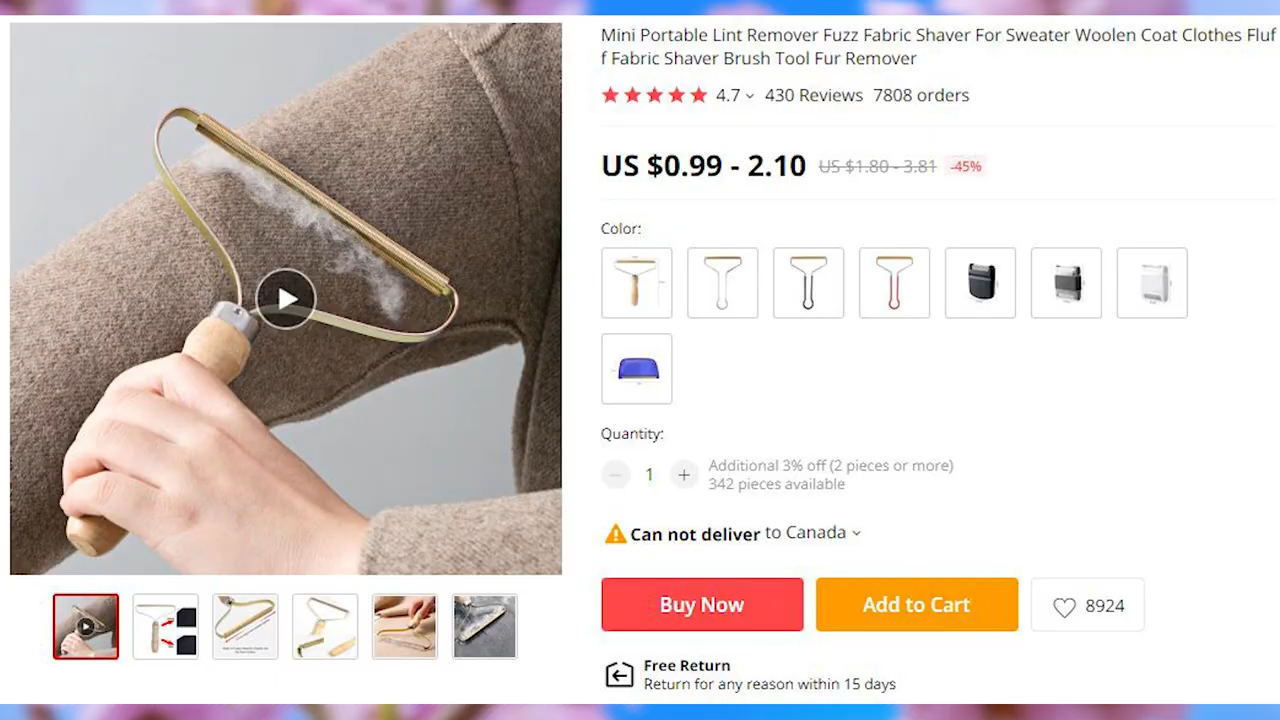 Mini Portable Lint Remover Fuzz Fabric Shaver For Sweater Woolen Coat Clothes Fluf
f Fabric Shaver Brush Tool Fur Remover
4.7 430 Reviews 7808 orders
US $0.99 - 2.10 US $1.80 - 3.81 -45%
Color:
Quantity:
1 Additional 3% off (2 pieces or more)
342 pieces available
Can not deliver to Canada
Buy Now Add to Cart 8924
Free Return
Return for any reason within 15 days